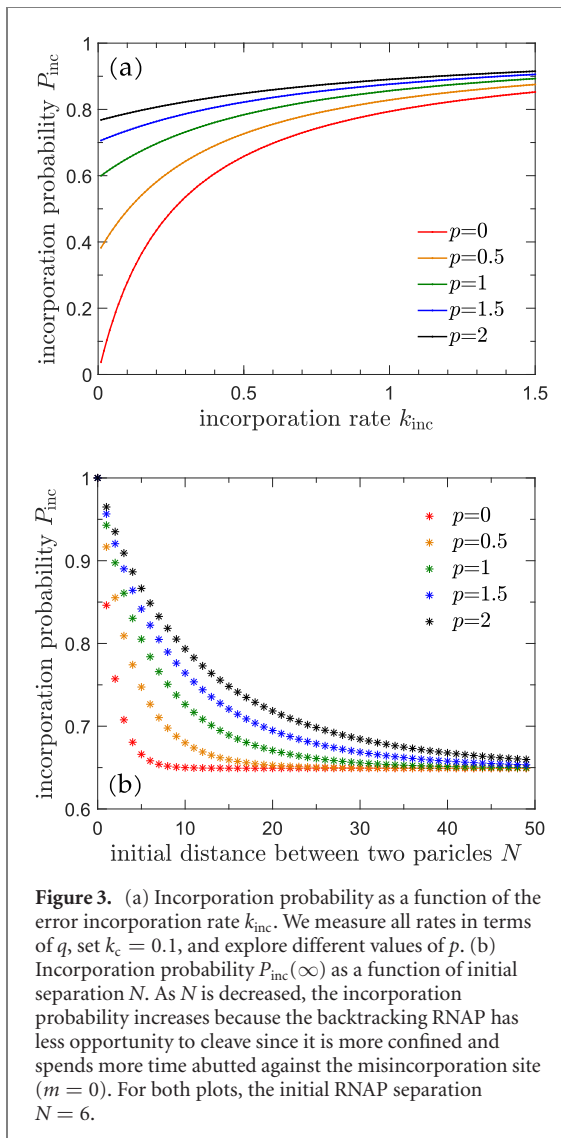 (a)
incorporation probability P_inc
1
0.8
0.6
0.4
0.2
0
p=0
p=0.5
p=1
p=1.5
p=2
0 0.5 1 1.5
incorporation rate k_inc
incorporation probability P_inc
1
0.9
0.8
0.7
0.6
p=0
p=0.5
p=1
p=1.5
p=2
(b)
0 10 20 30 40 50
initial distance between two paricles N
Figure 3. (a) Incorporation probability as a function of the
error incorporation rate k_inc. We measure all rates in terms
of q, set k_c = 0.1, and explore different values of p. (b)
Incorporation probability P_inc(∞) as a function of initial
separation N. As N is decreased, the incorporation
probability increases because the backtracking RNAP has
less opportunity to cleave since it is more confined and
spends more time abutted against the misincorporation site
(m = 0). For both plots, the initial RNAP separation
N = 6.